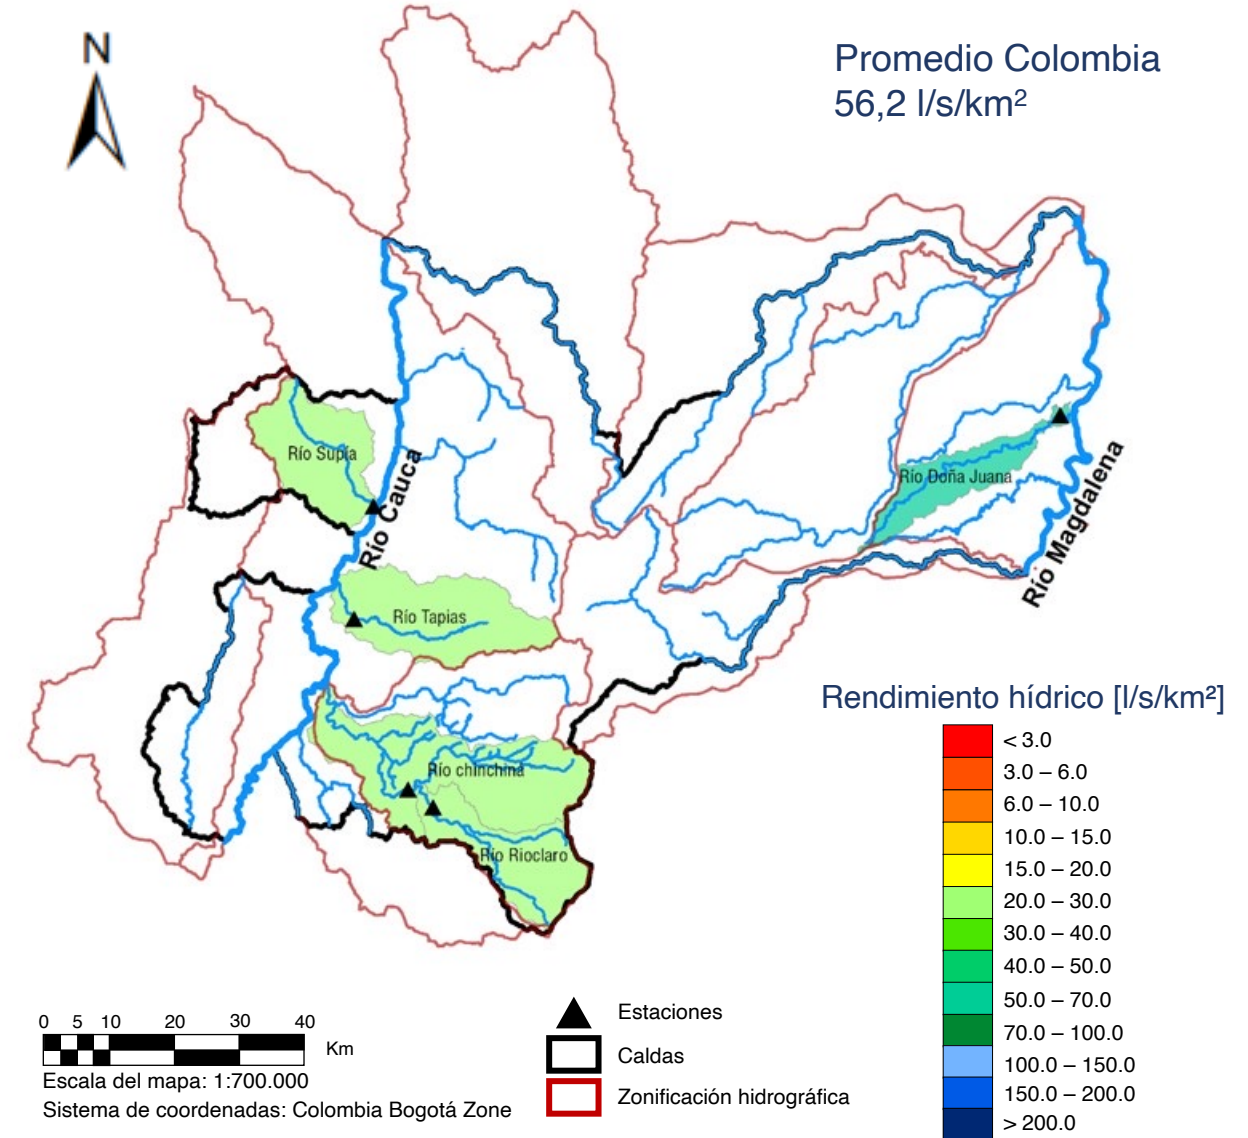 N
Promedio Colombia
56,2 l/s/km²
Río Supía
Río Cauca
Río Doña Juana
Río Magdalena
Río Tapias
Río chinchiná
Río Rioclaro
Rendimiento hídrico [l/s/km²]
< 3.0
3.0 – 6.0
6.0 – 10.0
10.0 – 15.0
15.0 – 20.0
20.0 – 30.0
30.0 – 40.0
40.0 – 50.0
50.0 – 70.0
70.0 – 100.0
100.0 – 150.0
150.0 – 200.0
> 200.0
0 5 10 20 30 40
Km
Escala del mapa: 1:700.000
Sistema de coordenadas: Colombia Bogotá Zone
Estaciones
Caldas
Zonificación hidrográfica